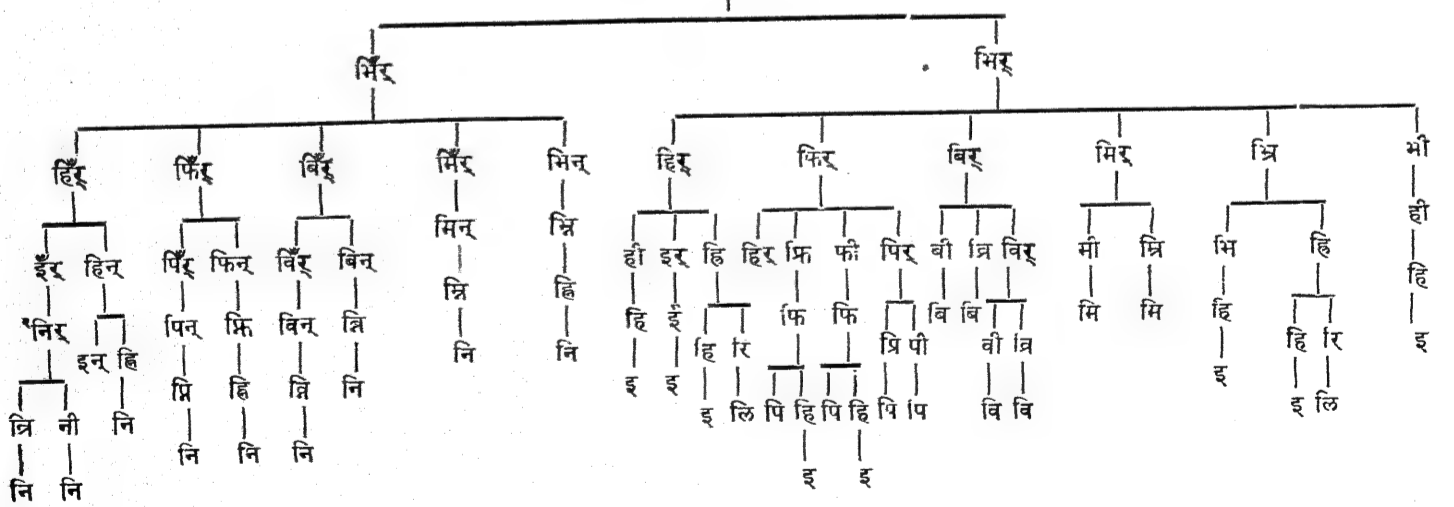 भिँर् भिर्
हिँर् फिँर् बिँर् मिँर् भिन् हिर् फिर् बिर् मिर् भ्रि भी
ही
इँर् हिन् पिँर् फिन् विँर् बिन् मिन् भ्नि ही इर् ह्रि हिर् फ्रि फी पिर् बी व्रि विर् मी म्रि भि ह्रि
हि
निर् इन् ह्नि पिन् फ्नि विन् ब्नि म्नि ह्नि हि हि रि फि फि प्रि पी बि बि वी व्रि मि मि हि हि रि इ
न्रि नी नि प्नि ह्नि व्नि नि नि नि इ इ इ लि पि हि पि हि पि पि वि वि इ इ लि
नि नि नि नि नि इ इ